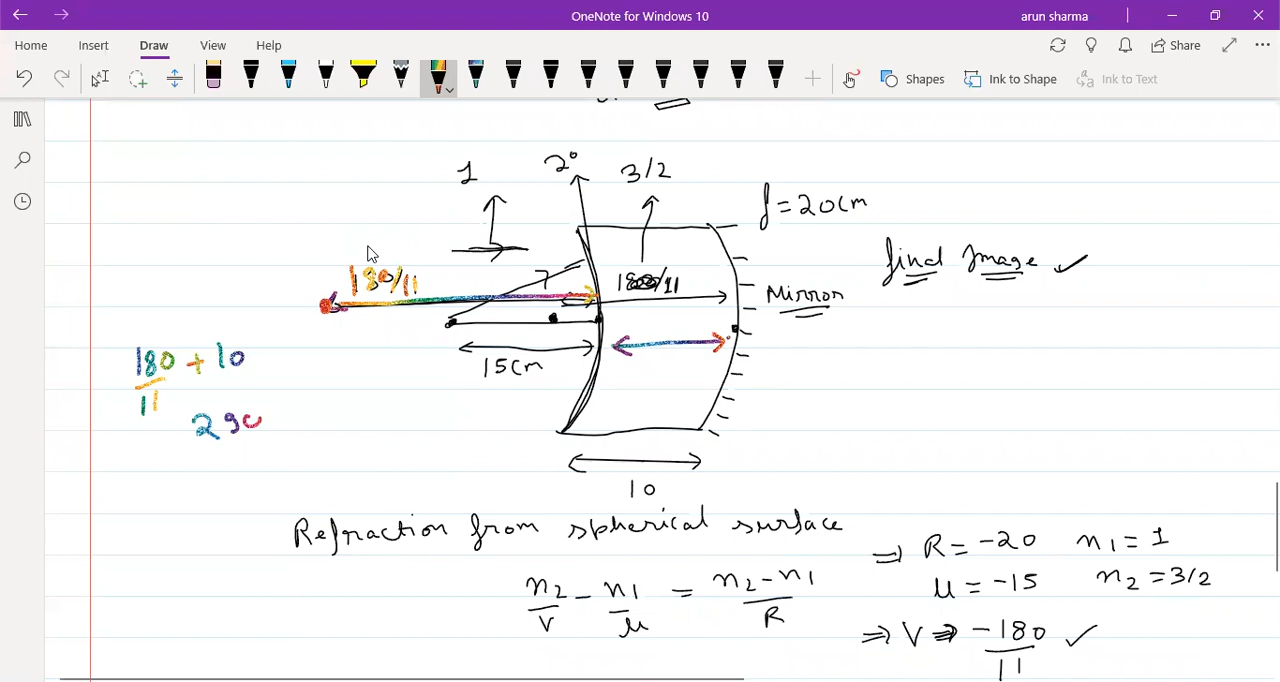 OneNote for Windows 10
arun sharma
Home Insert Draw View Help
Share
Shapes Ink to Shape Ink to Text
1 20 3/2
f = 20cm
final Image ✓
180/11
180/11
Mirror
15cm
180/11 + 10
290
10
Refraction from spherical surface
n2/v - n1/u = n2-n1/R
⇒ R = -20 n1 = 1
u = -15 n2 = 3/2
⇒ V ⇒ -180/11 ✓